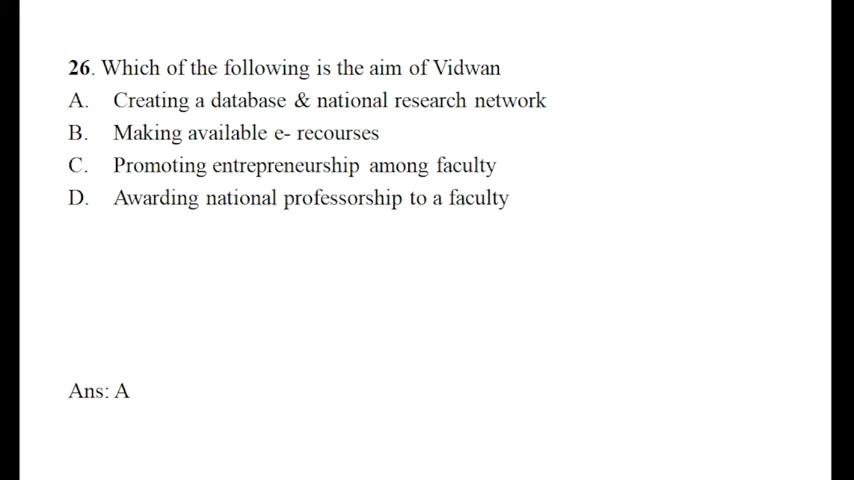 26. Which of the following is the aim of Vidwan
A. Creating a database & national research network
B. Making available e- recourses
C. Promoting entrepreneurship among faculty
D. Awarding national professorship to a faculty
Ans: A